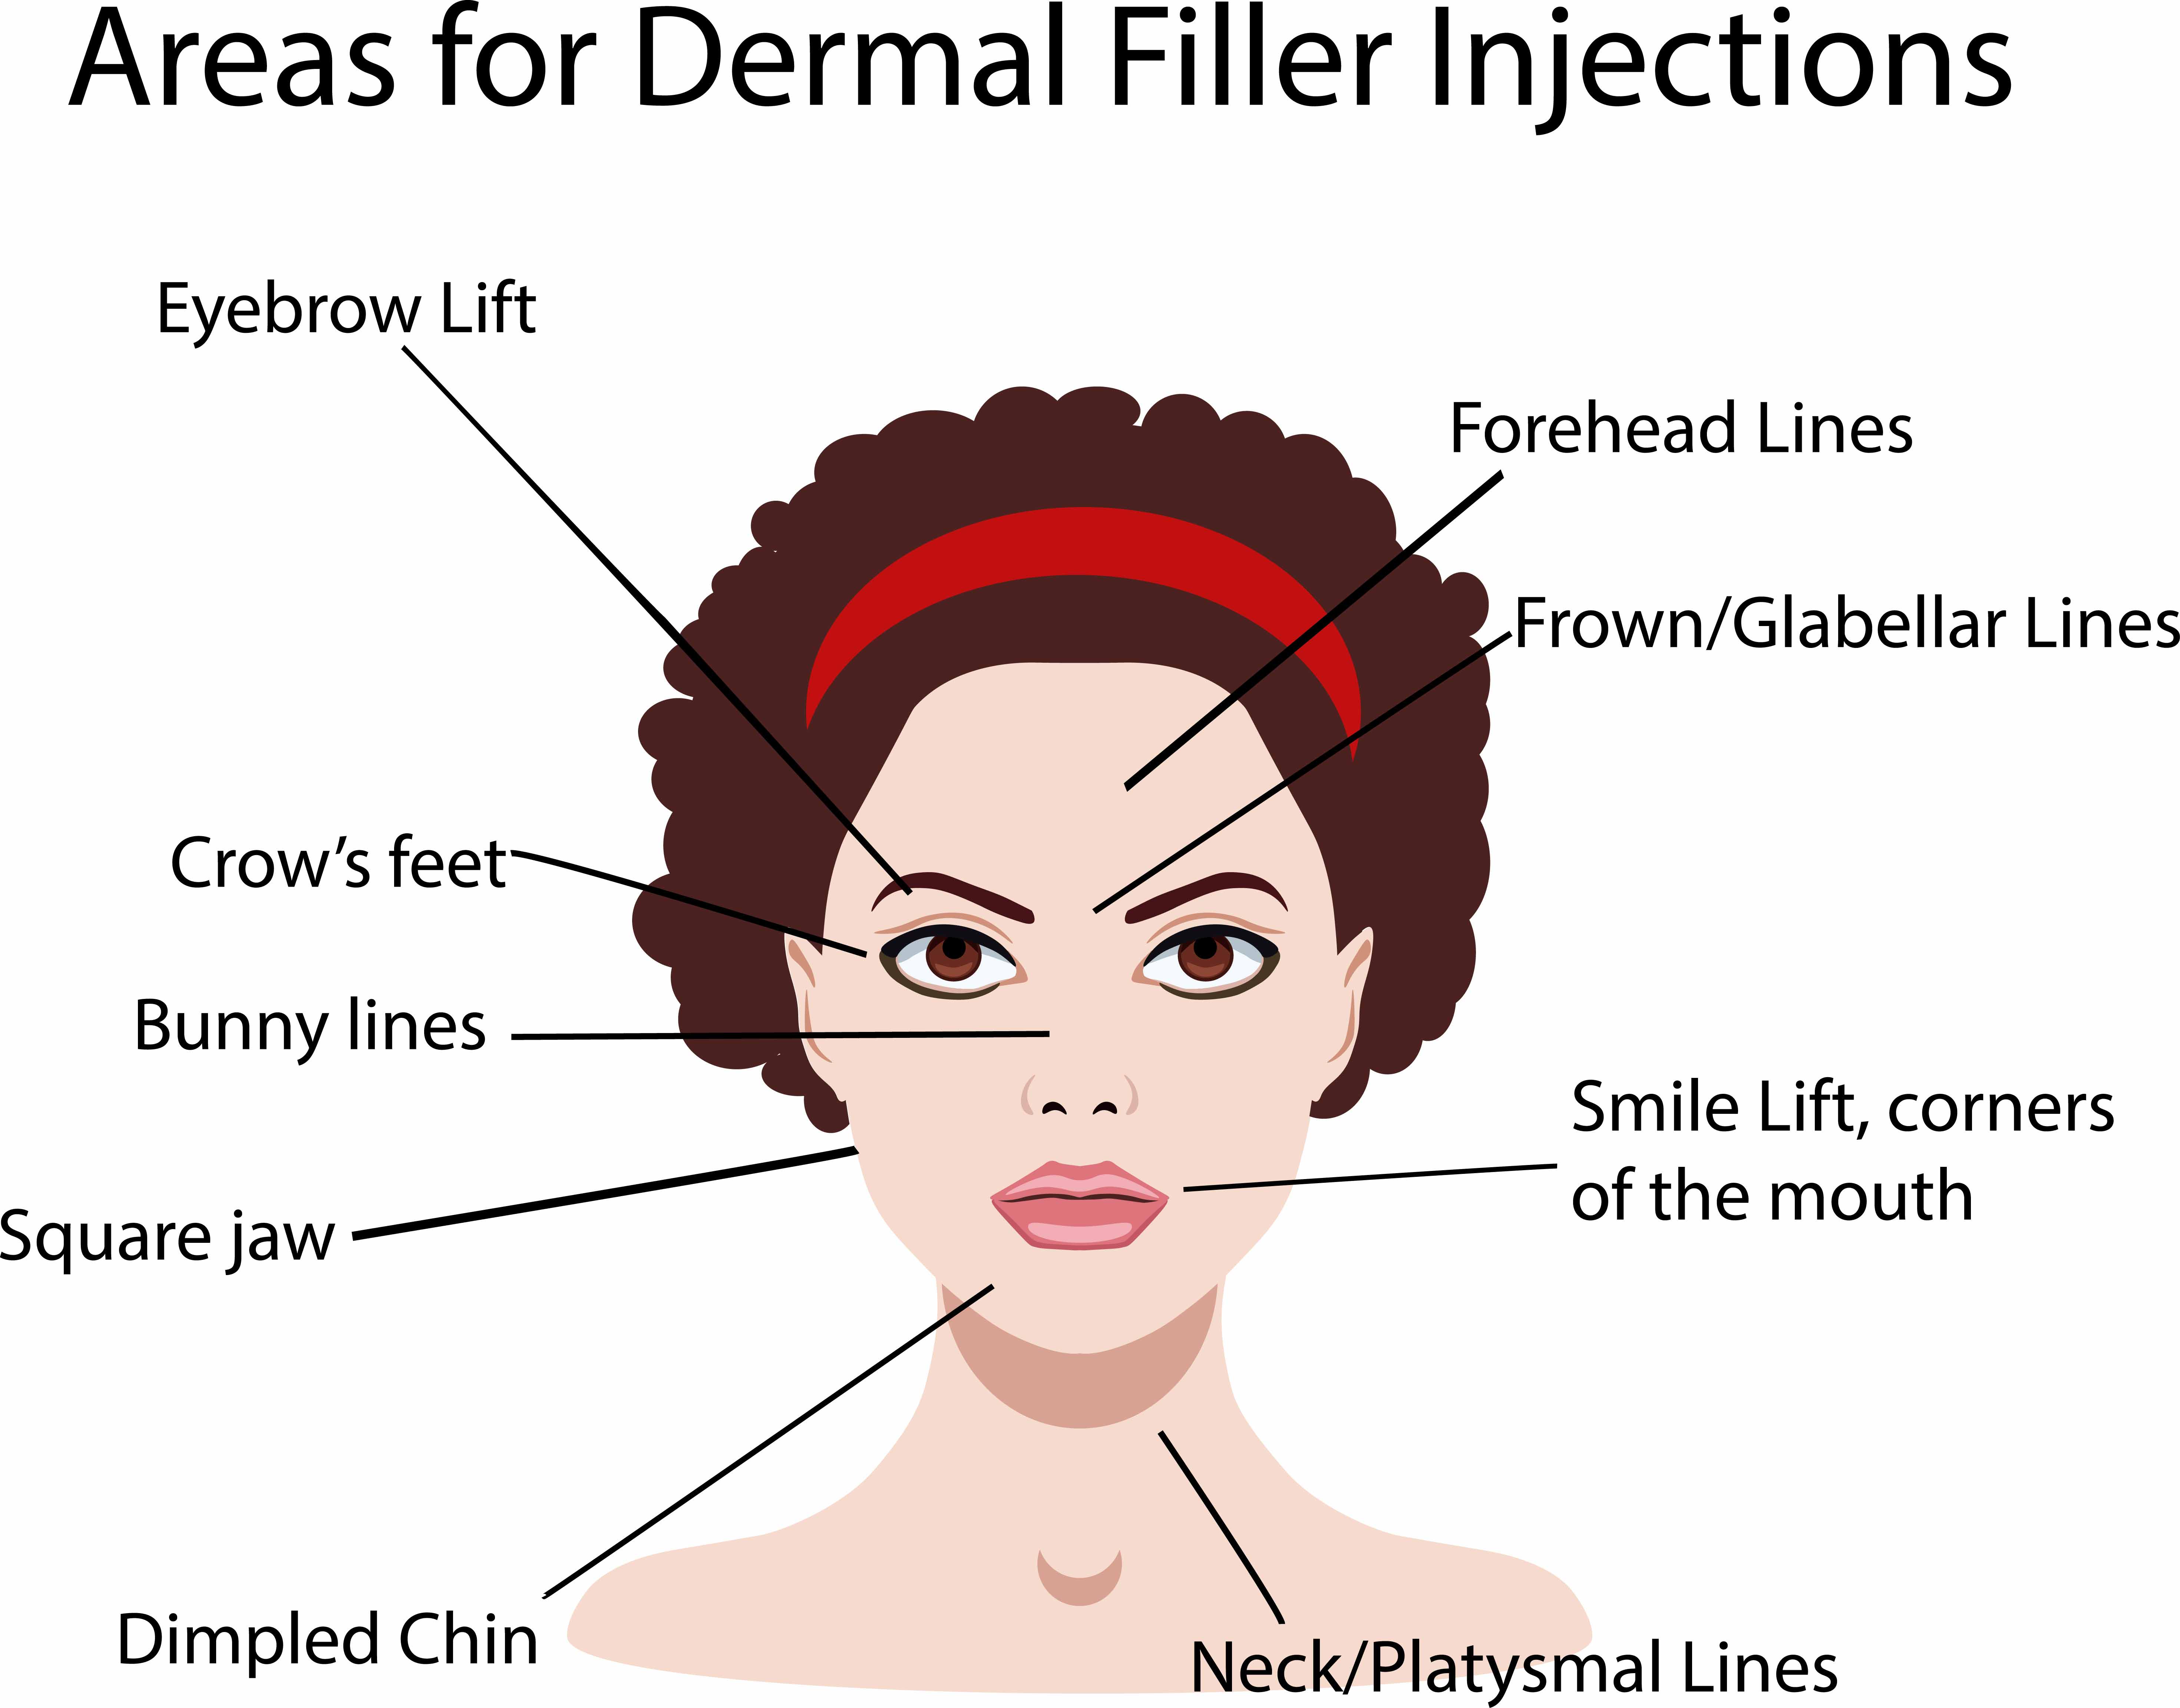 Areas for Dermal Filler Injections
Eyebrow Lift
Forehead Lines
Frown/Glabellar Lines
Crow’s feet
Bunny lines
Smile Lift, corners
of the mouth
Square jaw
Dimpled Chin
Neck/Platysmal Lines